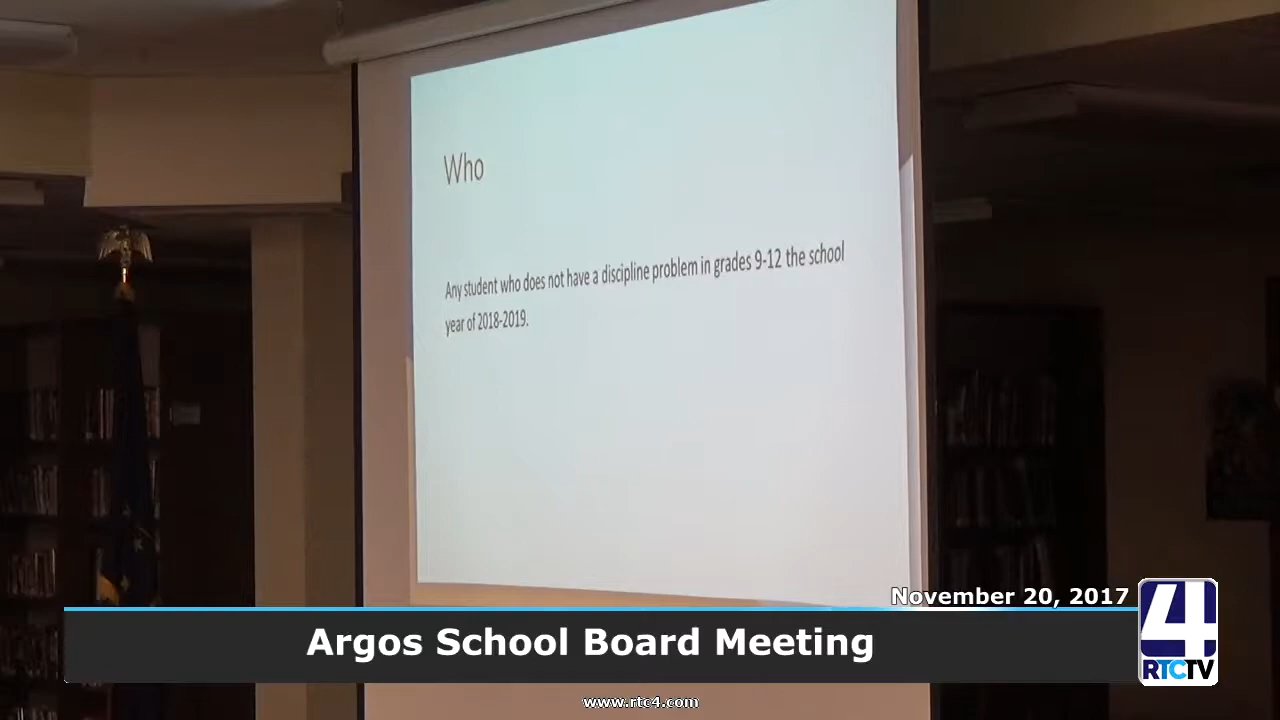 Who
Any student who does not have a discipline problem in grades 9-12 the school
year of 2018-2019.
November 20, 2017
Argos School Board Meeting
4
RTCTV
www.rtc4.com